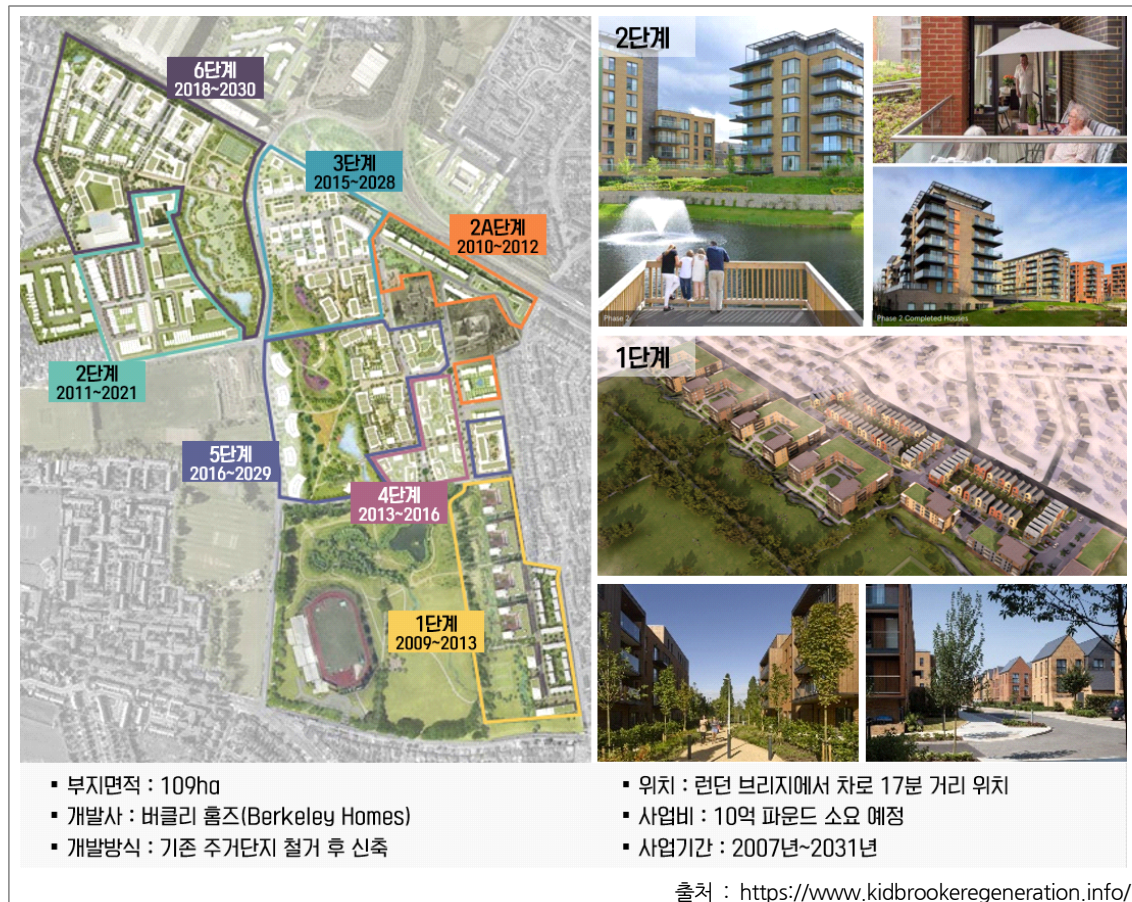 6단계
2018~2030
3단계
2015~2028
2A단계
2010~2012
2단계
2011~2021
5단계
2016~2029
4단계
2013~2016
1단계
2009~2013
2단계
Phase 2
Phase 2 Completed Houses
1단계
▪ 부지면적 : 109ha
▪ 개발사 : 버클리 홈즈(Berkeley Homes)
▪ 개발방식 : 기존 주거단지 철거 후 신축
▪ 위치 : 런던 브리지에서 차로 17분 거리 위치
▪ 사업비 : 10억 파운드 소요 예정
▪ 사업기간 : 2007년~2031년
출처 : https://www.kidbrookeregeneration.info/